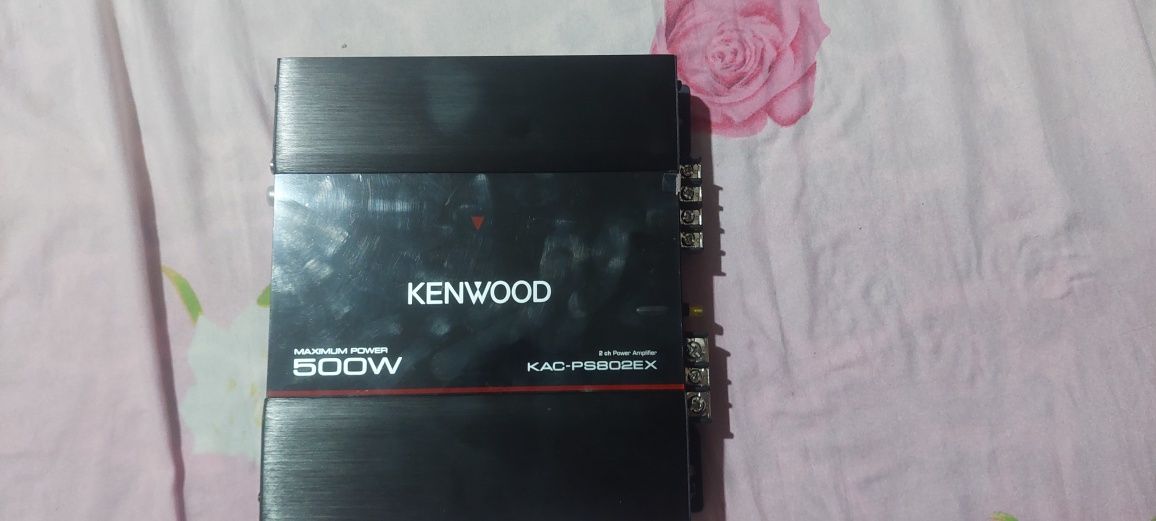 KENWOOD
MAXIMUM POWER
500W
2 ch Power Amplifier
KAC-PS802EX